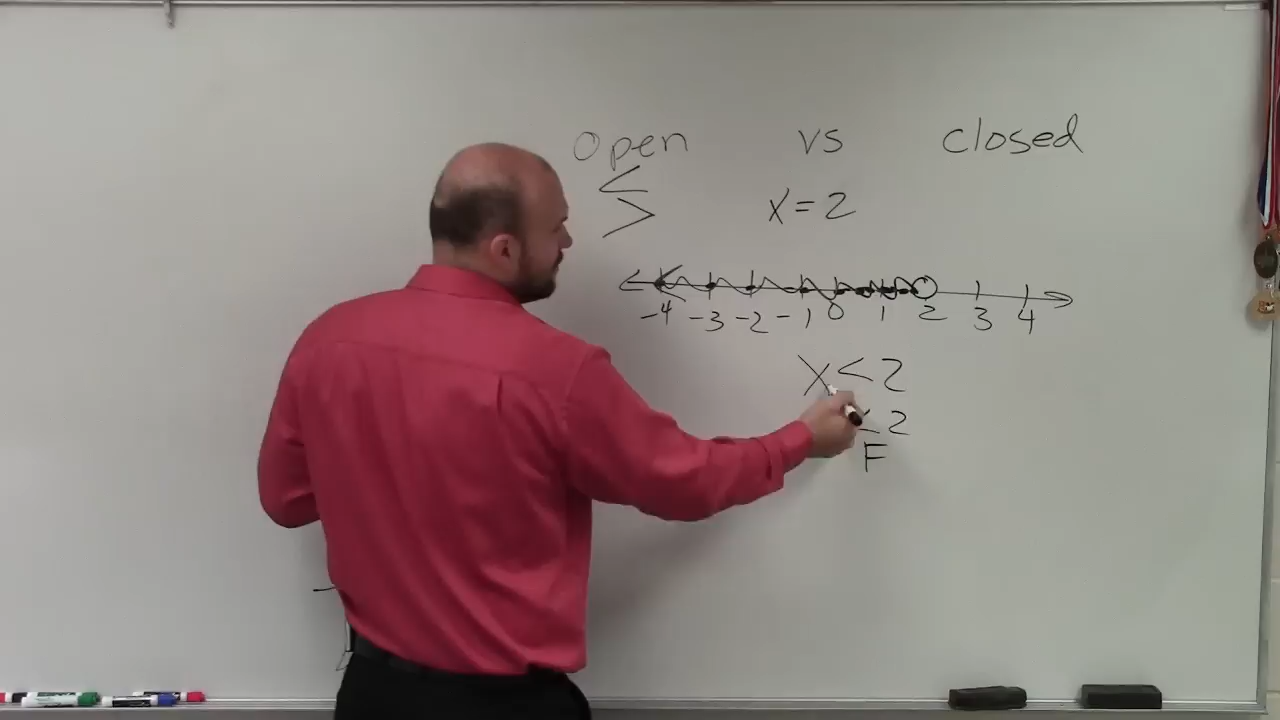 Open vs closed
<
> x = 2
-4 -3 -2 -1 0 1 2 3 4
x < 2
< 2
F